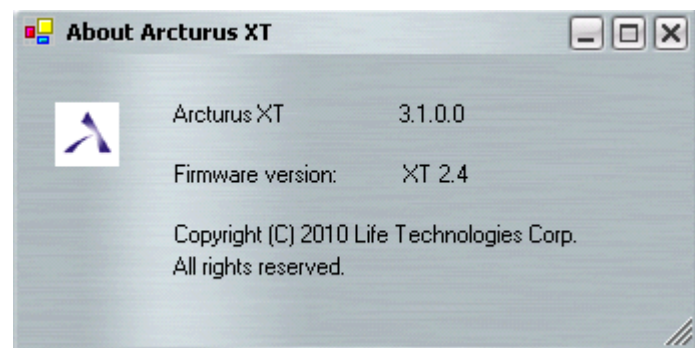 About Arcturus XT
Arcturus XT 3.1.0.0
Firmware version: XT 2.4
Copyright (C) 2010 Life Technologies Corp.
All rights reserved.